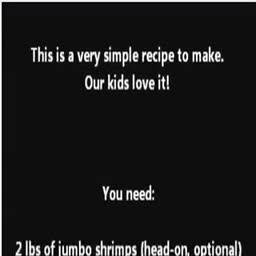 This is a very simple recipe to make.
Our kids love it!
You need:
2 lbs of jumbo shrimps (head-on, optional)